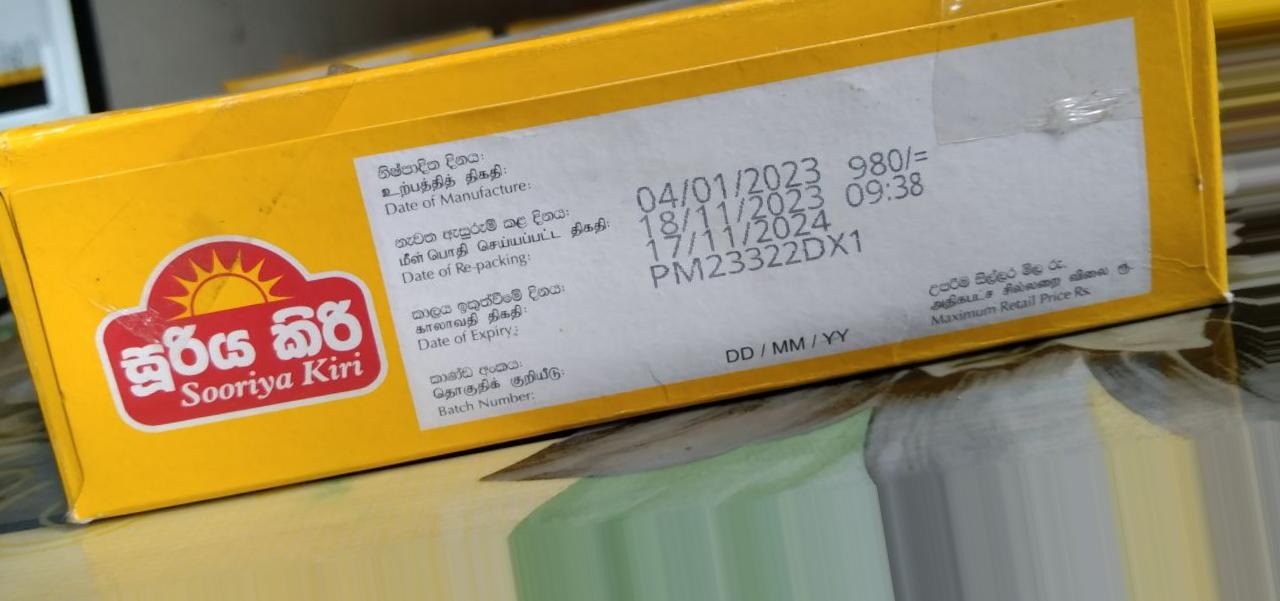 සූරිය කිරි
Sooriya Kiri
නිෂ්පාදිත දිනය:
உற்பத்தித் திகதி:
Date of Manufacture:
නැවත ඇසුරුම් කළ දිනය:
மீள் பொதி செய்யப்பட்ட திகதி:
Date of Re-packing:
කාලය ඉකුත්වීමේ දිනය:
காலாவதி திகதி:
Date of Expiry:
කාණ්ඩ අංකය:
தொகுதிக் குறியீடு:
Batch Number:
04/01/2023 980/=
18/11/2023 09:38
17/11/2024
PM23322DX1
DD / MM / YY
උපරිම සිල්ලර මිල රු.
அதிகபட்ச சில்லறை விலை ரூ.
Maximum Retail Price Rs.